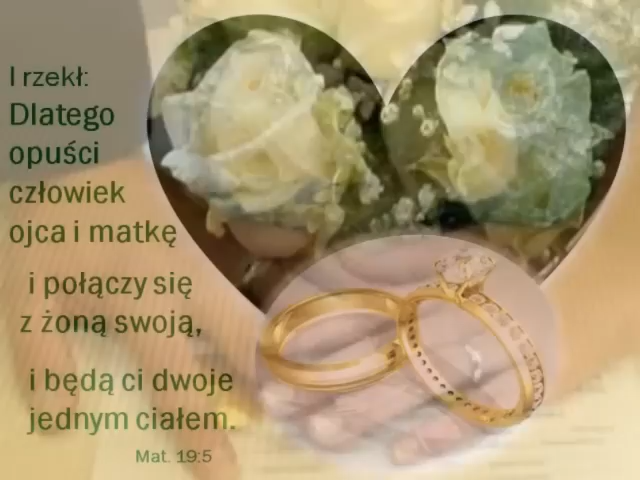 I rzekł:
Dlatego
opuści
człowiek
ojca i matkę
i połączy się
z żoną swoją,
i będą ci dwoje
jednym ciałem.
Mat. 19:5